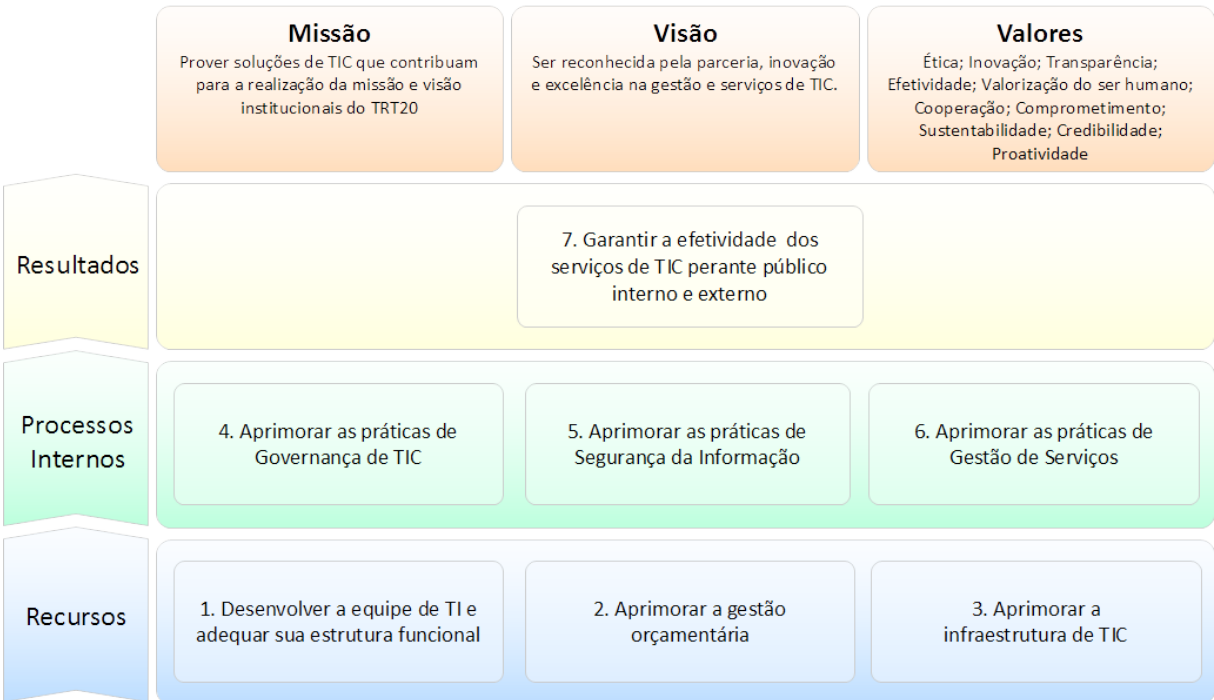 Missão
Prover soluções de TIC que contribuam
para a realização da missão e visão
institucionais do TRT20
Visão
Ser reconhecida pela parceria, inovação
e excelência na gestão e serviços de TIC.
Valores
Ética; Inovação; Transparência;
Efetividade; Valorização do ser humano;
Cooperação; Comprometimento;
Sustentabilidade; Credibilidade;
Proatividade
Resultados
7. Garantir a efetividade dos
serviços de TIC perante público
interno e externo
Processos
Internos
4. Aprimorar as práticas de
Governança de TIC
5. Aprimorar as práticas de
Segurança da Informação
6. Aprimorar as práticas de
Gestão de Serviços
Recursos
1. Desenvolver a equipe de TI e
adequar sua estrutura funcional
2. Aprimorar a gestão
orçamentária
3. Aprimorar a
infraestrutura de TIC